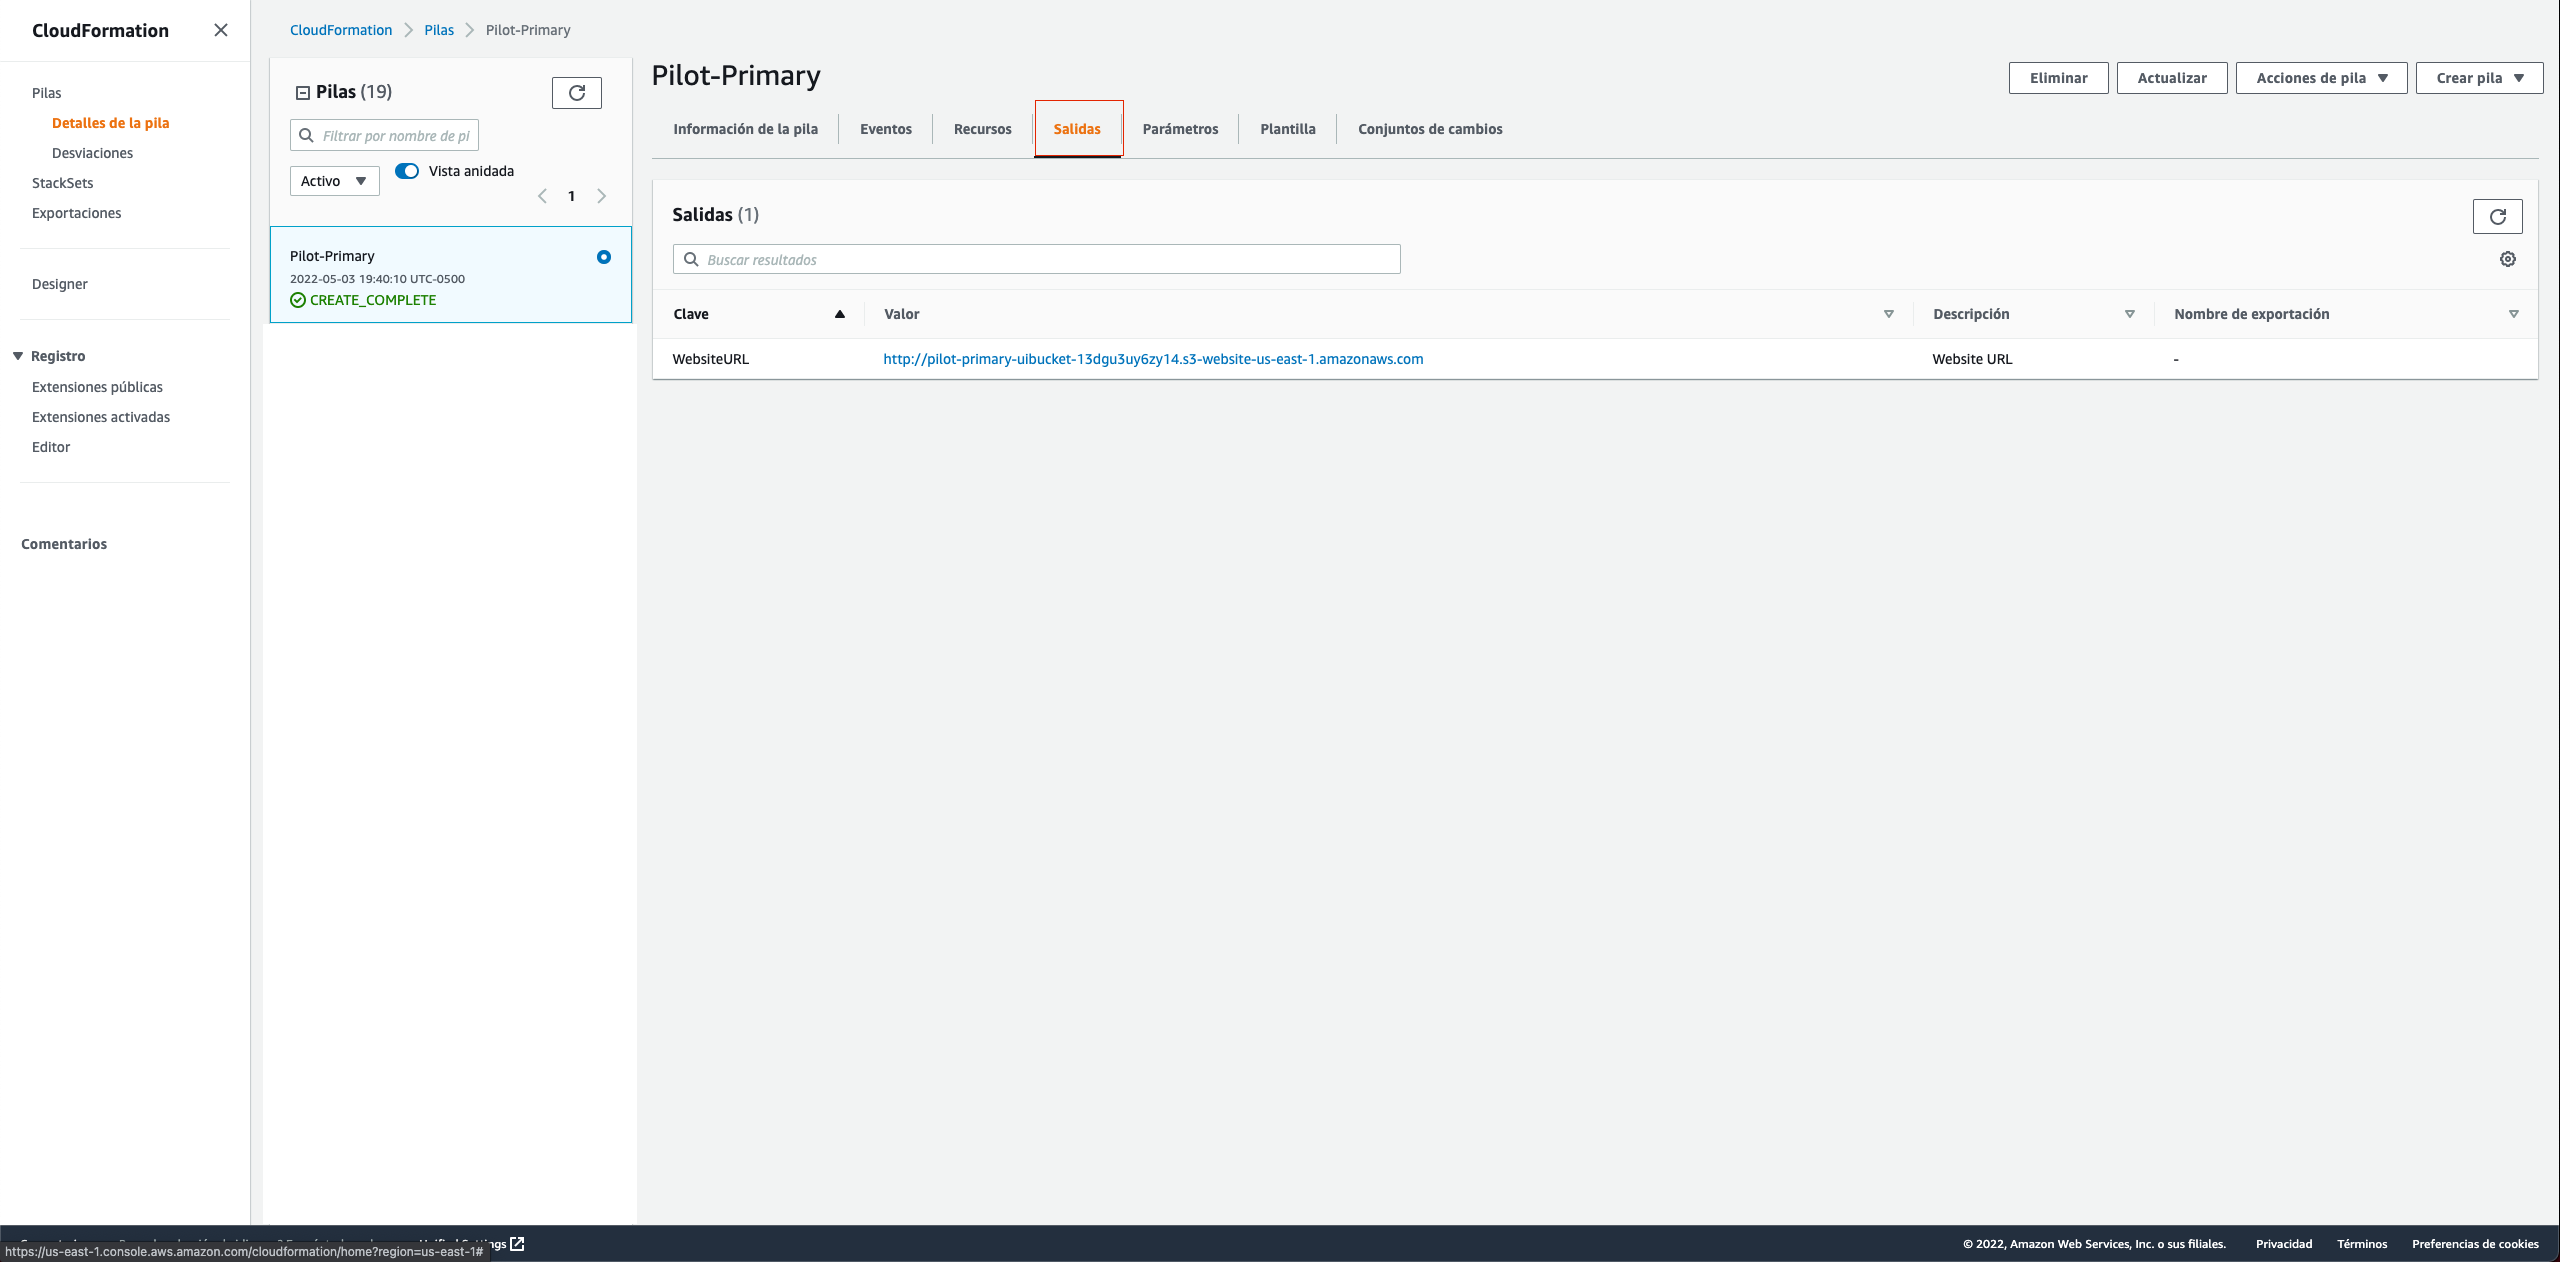 CloudFormation
Pilas
Detalles de la pila
Desviaciones
StackSets
Exportaciones
Designer
Registro
Extensiones públicas
Extensiones activadas
Editor
Comentarios
CloudFormation
Pilas
Pilot-Primary
Pilas (19)
Filtrar por nombre de pi
Activo
Vista anidada
1
Pilot-Primary
2022-05-03 19:40:10 UTC-0500
CREATE_COMPLETE
Pilot-Primary
Eliminar
Actualizar
Acciones de pila
Crear pila
Información de la pila
Eventos
Recursos
Salidas
Parámetros
Plantilla
Conjuntos de cambios
Salidas (1)
Buscar resultados
Clave
Valor
Descripción
Nombre de exportación
WebsiteURL
http://pilot-primary-uibucket-13dgu3uy6zy14.s3-website-us-east-1.amazonaws.com
Website URL
-
https://us-east-1.console.aws.amazon.com/cloudformation/home?region=us-east-1#
© 2022, Amazon Web Services, Inc. o sus filiales.
Privacidad
Términos
Preferencias de cookies